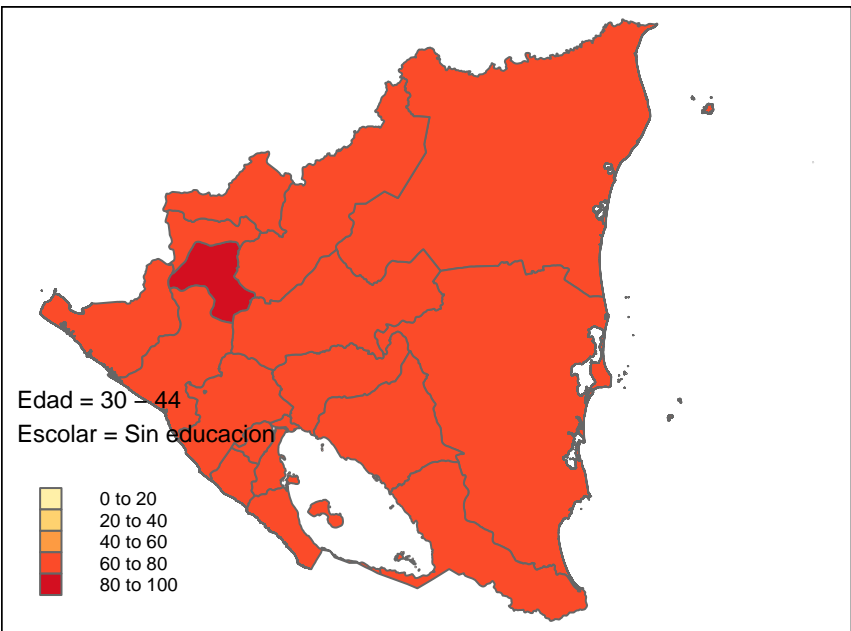 Edad = 30 − 44
Escolar = Sin educacion
0 to 20
20 to 40
40 to 60
60 to 80
80 to 100